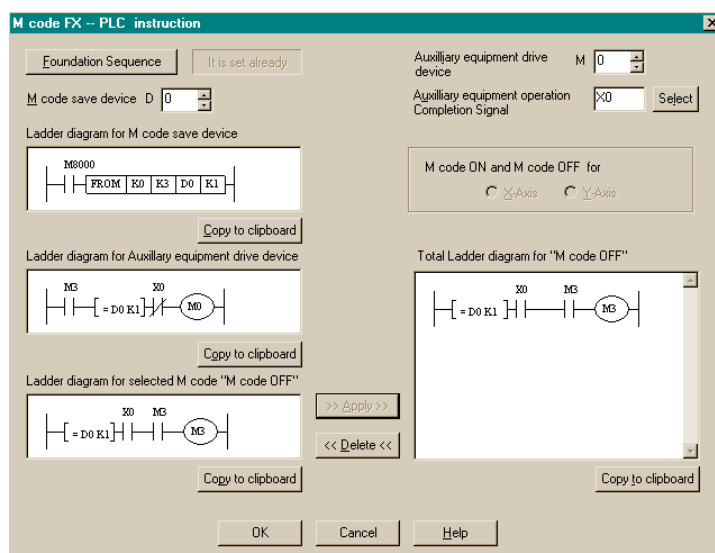 M code FX -- PLC instruction
Foundation Sequence
It is set already
M code save device D 0
Auxilliary equipment drive device M 0
Auxilliary equipment operation Completion Signal X0 Select
Ladder diagram for M code save device
M8000
FROM K0 K3 D0 K1
Copy to clipboard
M code ON and M code OFF for
X-Axis Y-Axis
Ladder diagram for Auxillary equipment drive device
M3 X0
= D0 K1 M0
Copy to clipboard
Ladder diagram for selected M code "M code OFF"
X0 M3
= D0 K1 M3
Copy to clipboard
>> Apply >>
<< Delete <<
Total Ladder diagram for "M code OFF"
X0 M3
= D0 K1 M3
Copy to clipboard
OK
Cancel
Help